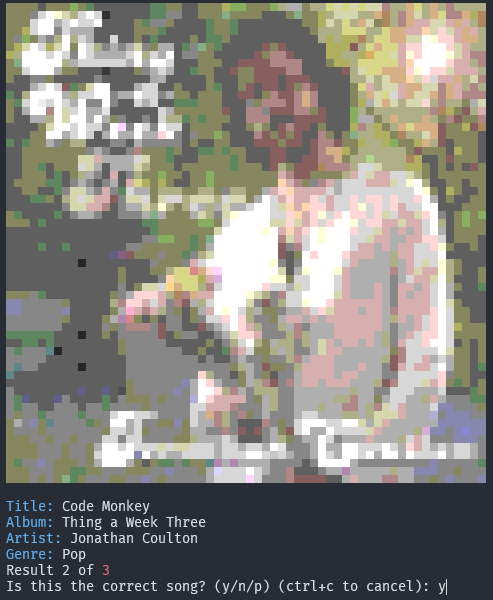 Title: Code Monkey
Album: Thing a Week Three
Artist: Jonathan Coulton
Genre: Pop
Result 2 of 3
Is this the correct song? (y/n/p) (ctrl+c to cancel): y